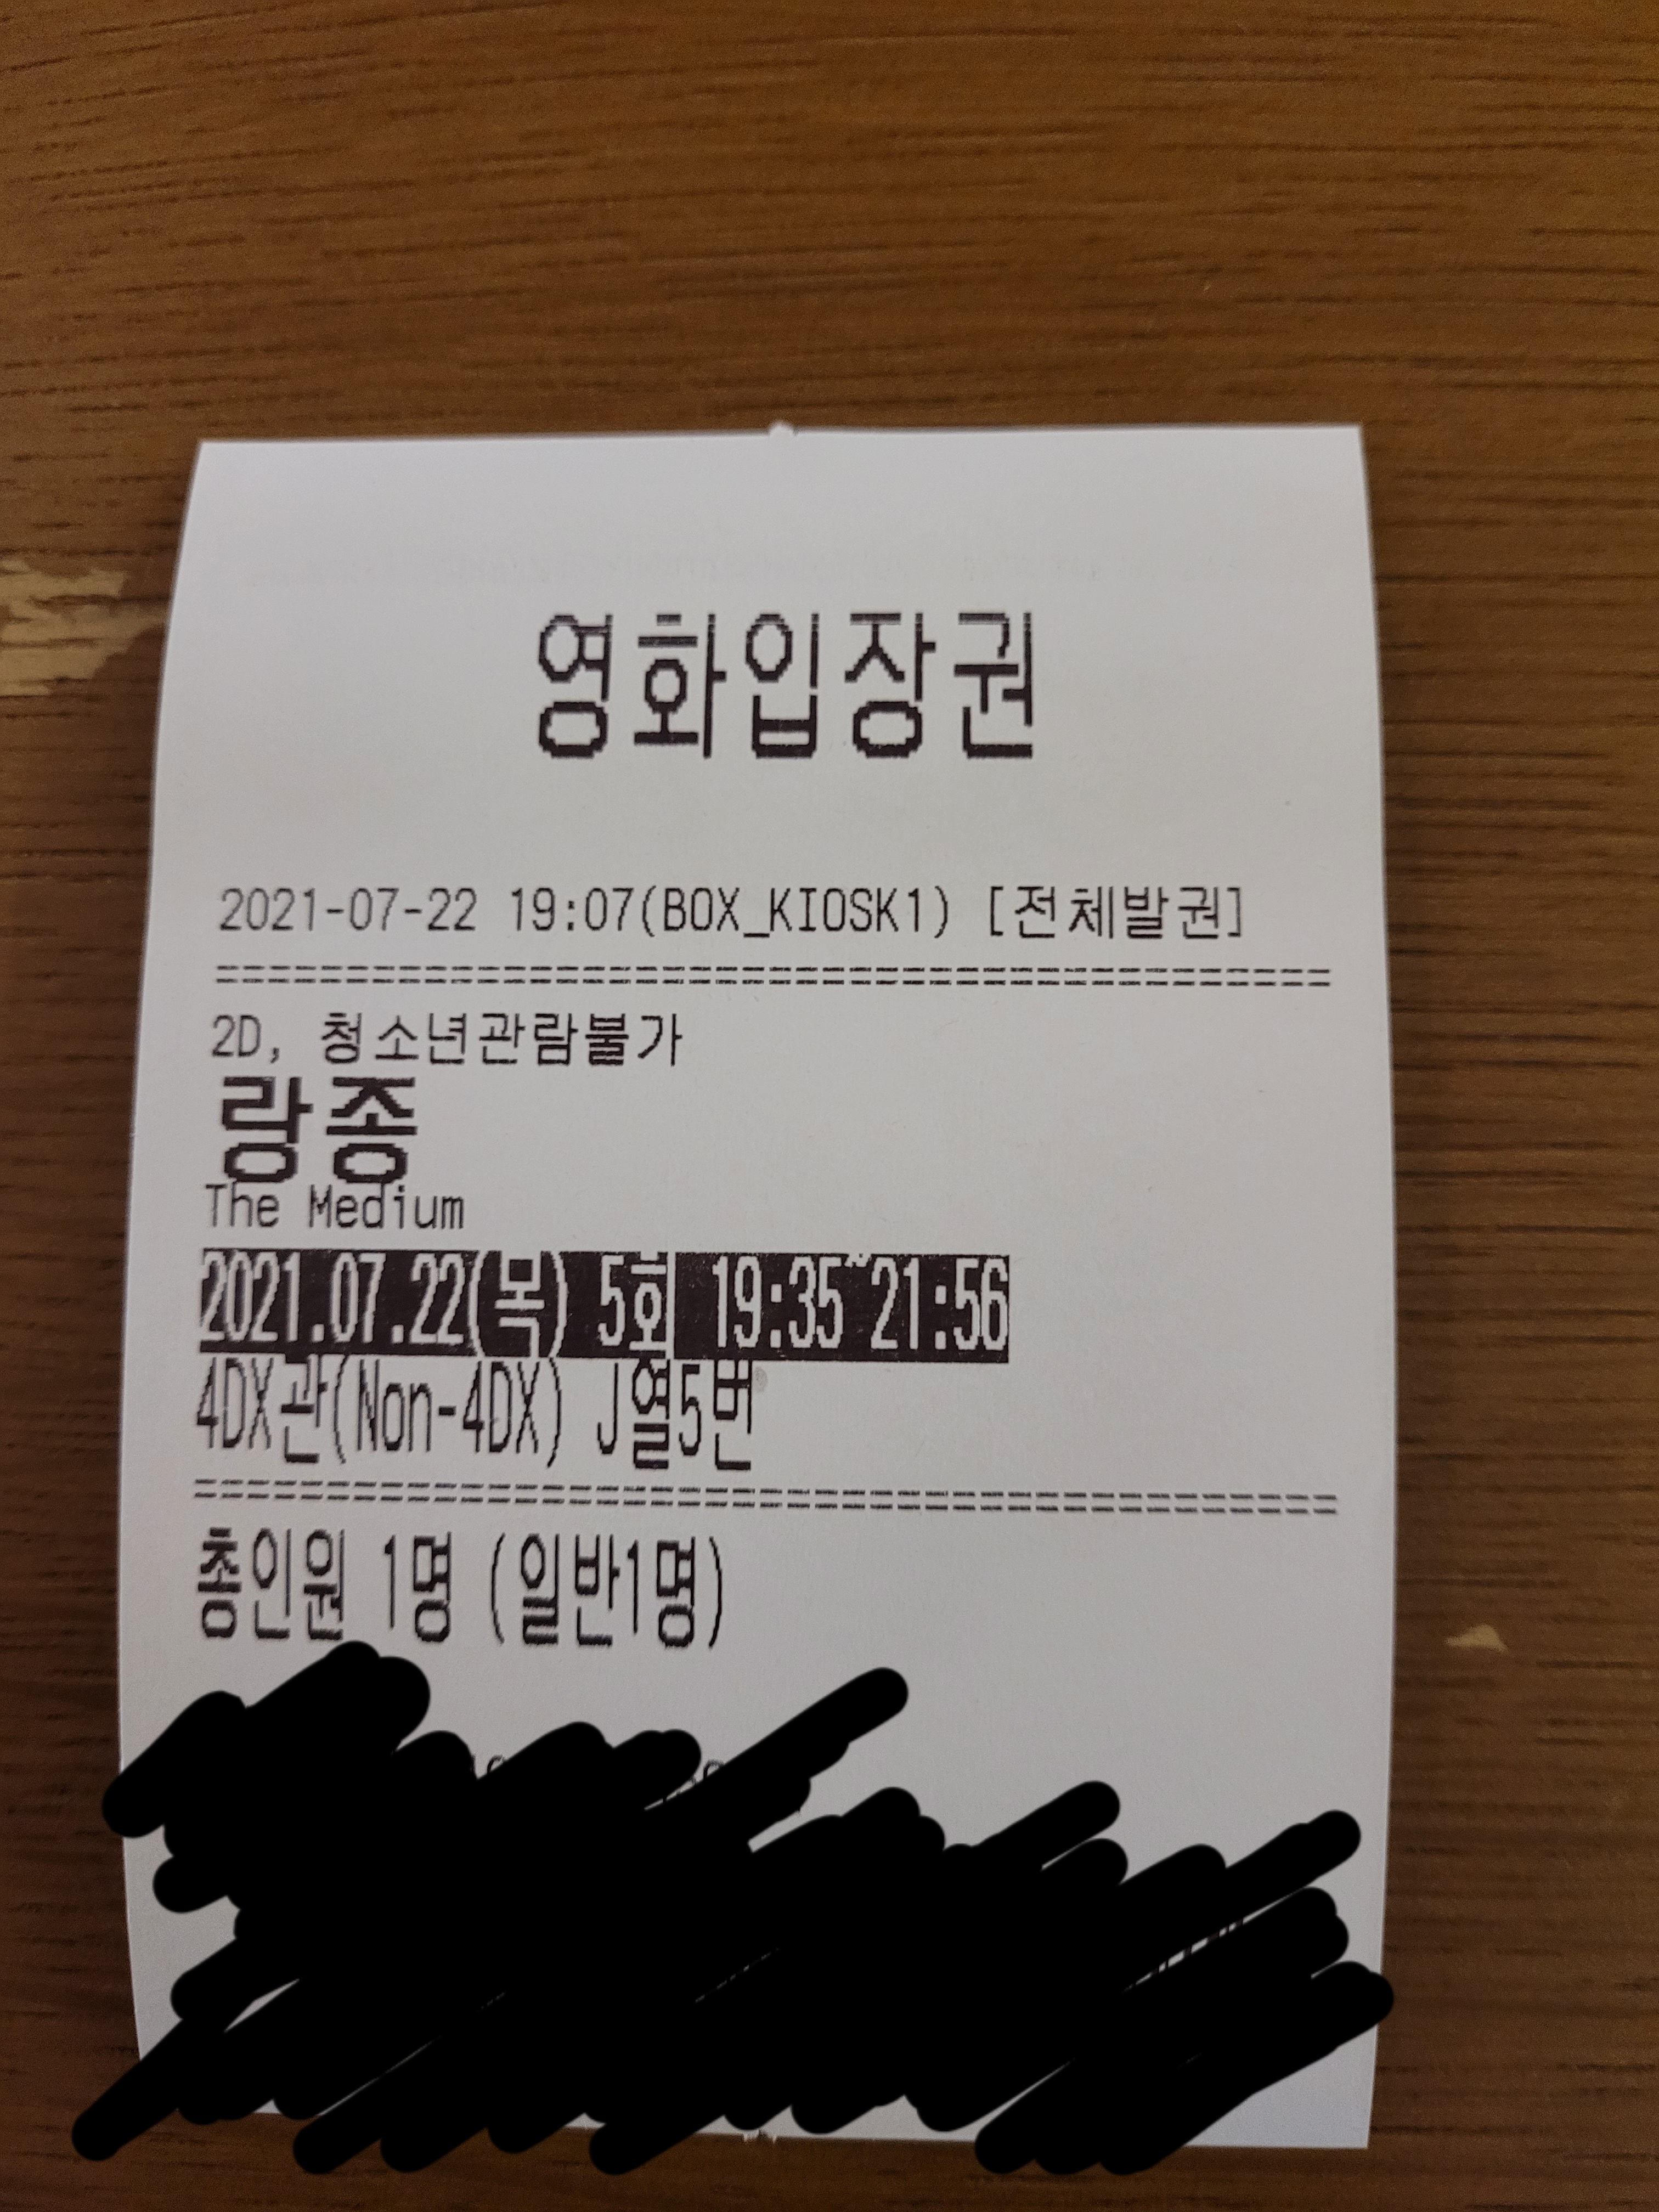 영화입장권
2021-07-22 19:07(BOX_KIOSK1) [전체발권]
2D, 청소년관람불가
랑종
The Medium
2021.07.22(목) 5회 19:35~21:56
4DX관(Non-4DX) J열5번
총인원 1명 (일반1명)